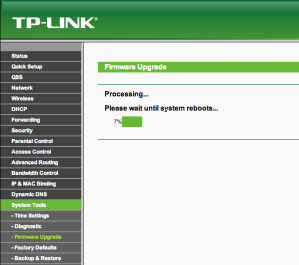 TP-LINK®
Status
Quick Setup
QSS
Network
Wireless
DHCP
Forwarding
Security
Parental Control
Access Control
Advanced Routing
Bandwidth Control
IP & MAC Binding
Dynamic DNS
System Tools
- Time Settings
- Diagnostic
- Firmware Upgrade
- Factory Defaults
- Backup & Restore
Firmware Upgrade
Processing...
Please wait until system reboots...
7%